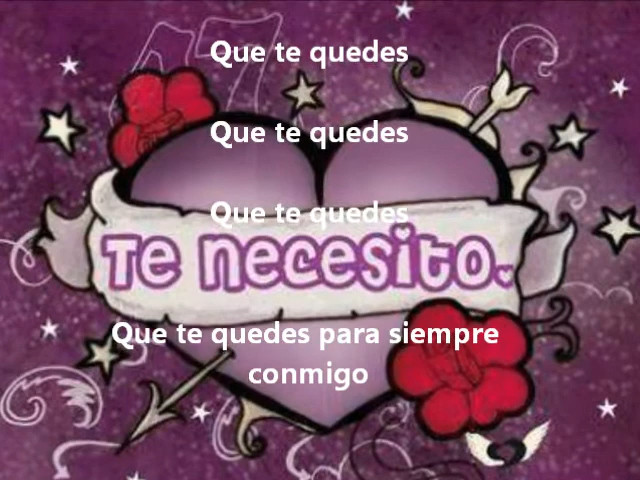 Que te quedes
Que te quedes
Que te quedes
Te necesito.
Que te quedes para siempre
conmigo